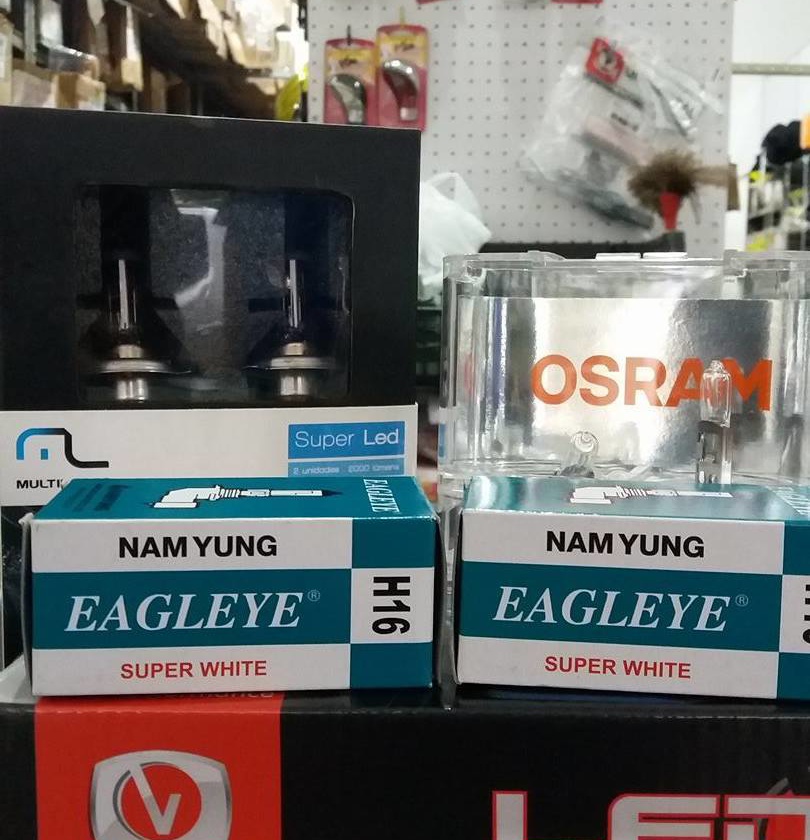 OSRAM
Super Led
2 unidades 2000 lúmens
MULTI
EAGLEYE
NAM YUNG
EAGLEYE®
H16
SUPER WHITE
NAM YUNG
EAGLEYE®
SUPER WHITE
V
LED